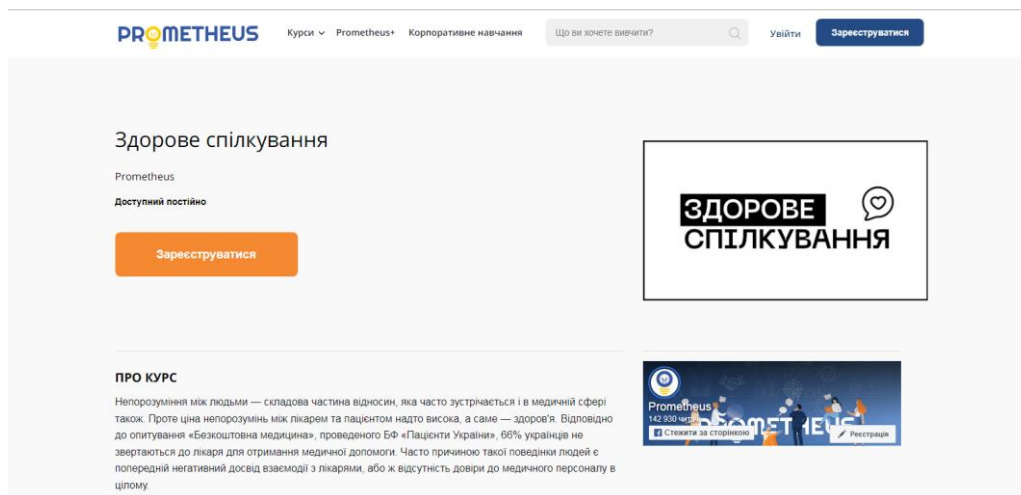 PROMETHEUS Курси Prometheus+ Корпоративне навчання Що ви хочете вивчити? Увійти Зареєструватися
Здорове спілкування
Prometheus
Доступний постійно
Зареєструватися
ЗДОРОВЕ
СПІЛКУВАННЯ
ПРО КУРС
Непорозуміння між людьми — складова частина відносин, яка часто зустрічається і в медичній сфері
також. Проте ціна непорозумінь між лікарем та пацієнтом надто висока, а саме — здоров'я. Відповідно
до опитування «Безкоштовна медицина», проведеного БФ «Пацієнти України», 66% українців не
звертаються до лікаря для отримання медичної допомоги. Часто причиною такої поведінки людей є
попередній негативний досвід взаємодії з лікарями, або ж відсутність довіри до медичного персоналу в
цілому.
Prometheus
142 930
Стежити за сторінкою
Реєстрація